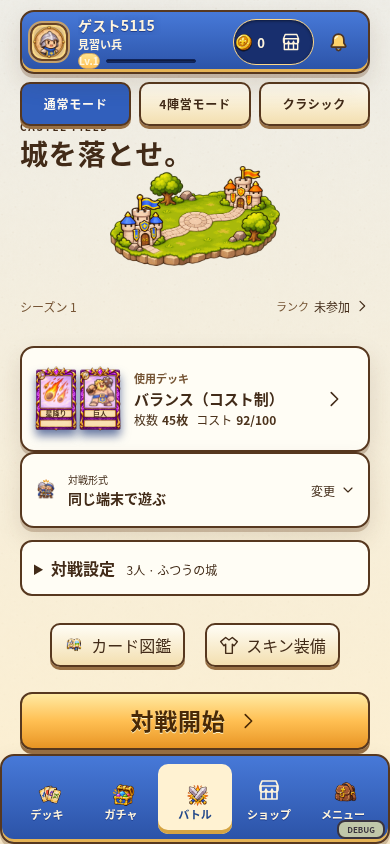 ゲスト5115
見習い兵
Lv.1
0
通常モード
4陣営モード
クラシック
城を落とせ。
シーズン 1
ランク 未参加
使用デッキ
バランス（コスト制）
枚数 45枚 コスト 92/100
巨人
対戦形式
同じ端末で遊ぶ
変更
対戦設定 3人・ふつうの城
カード図鑑
スキン装備
対戦開始
デッキ
ガチャ
バトル
ショップ
メニュー
DEBUG